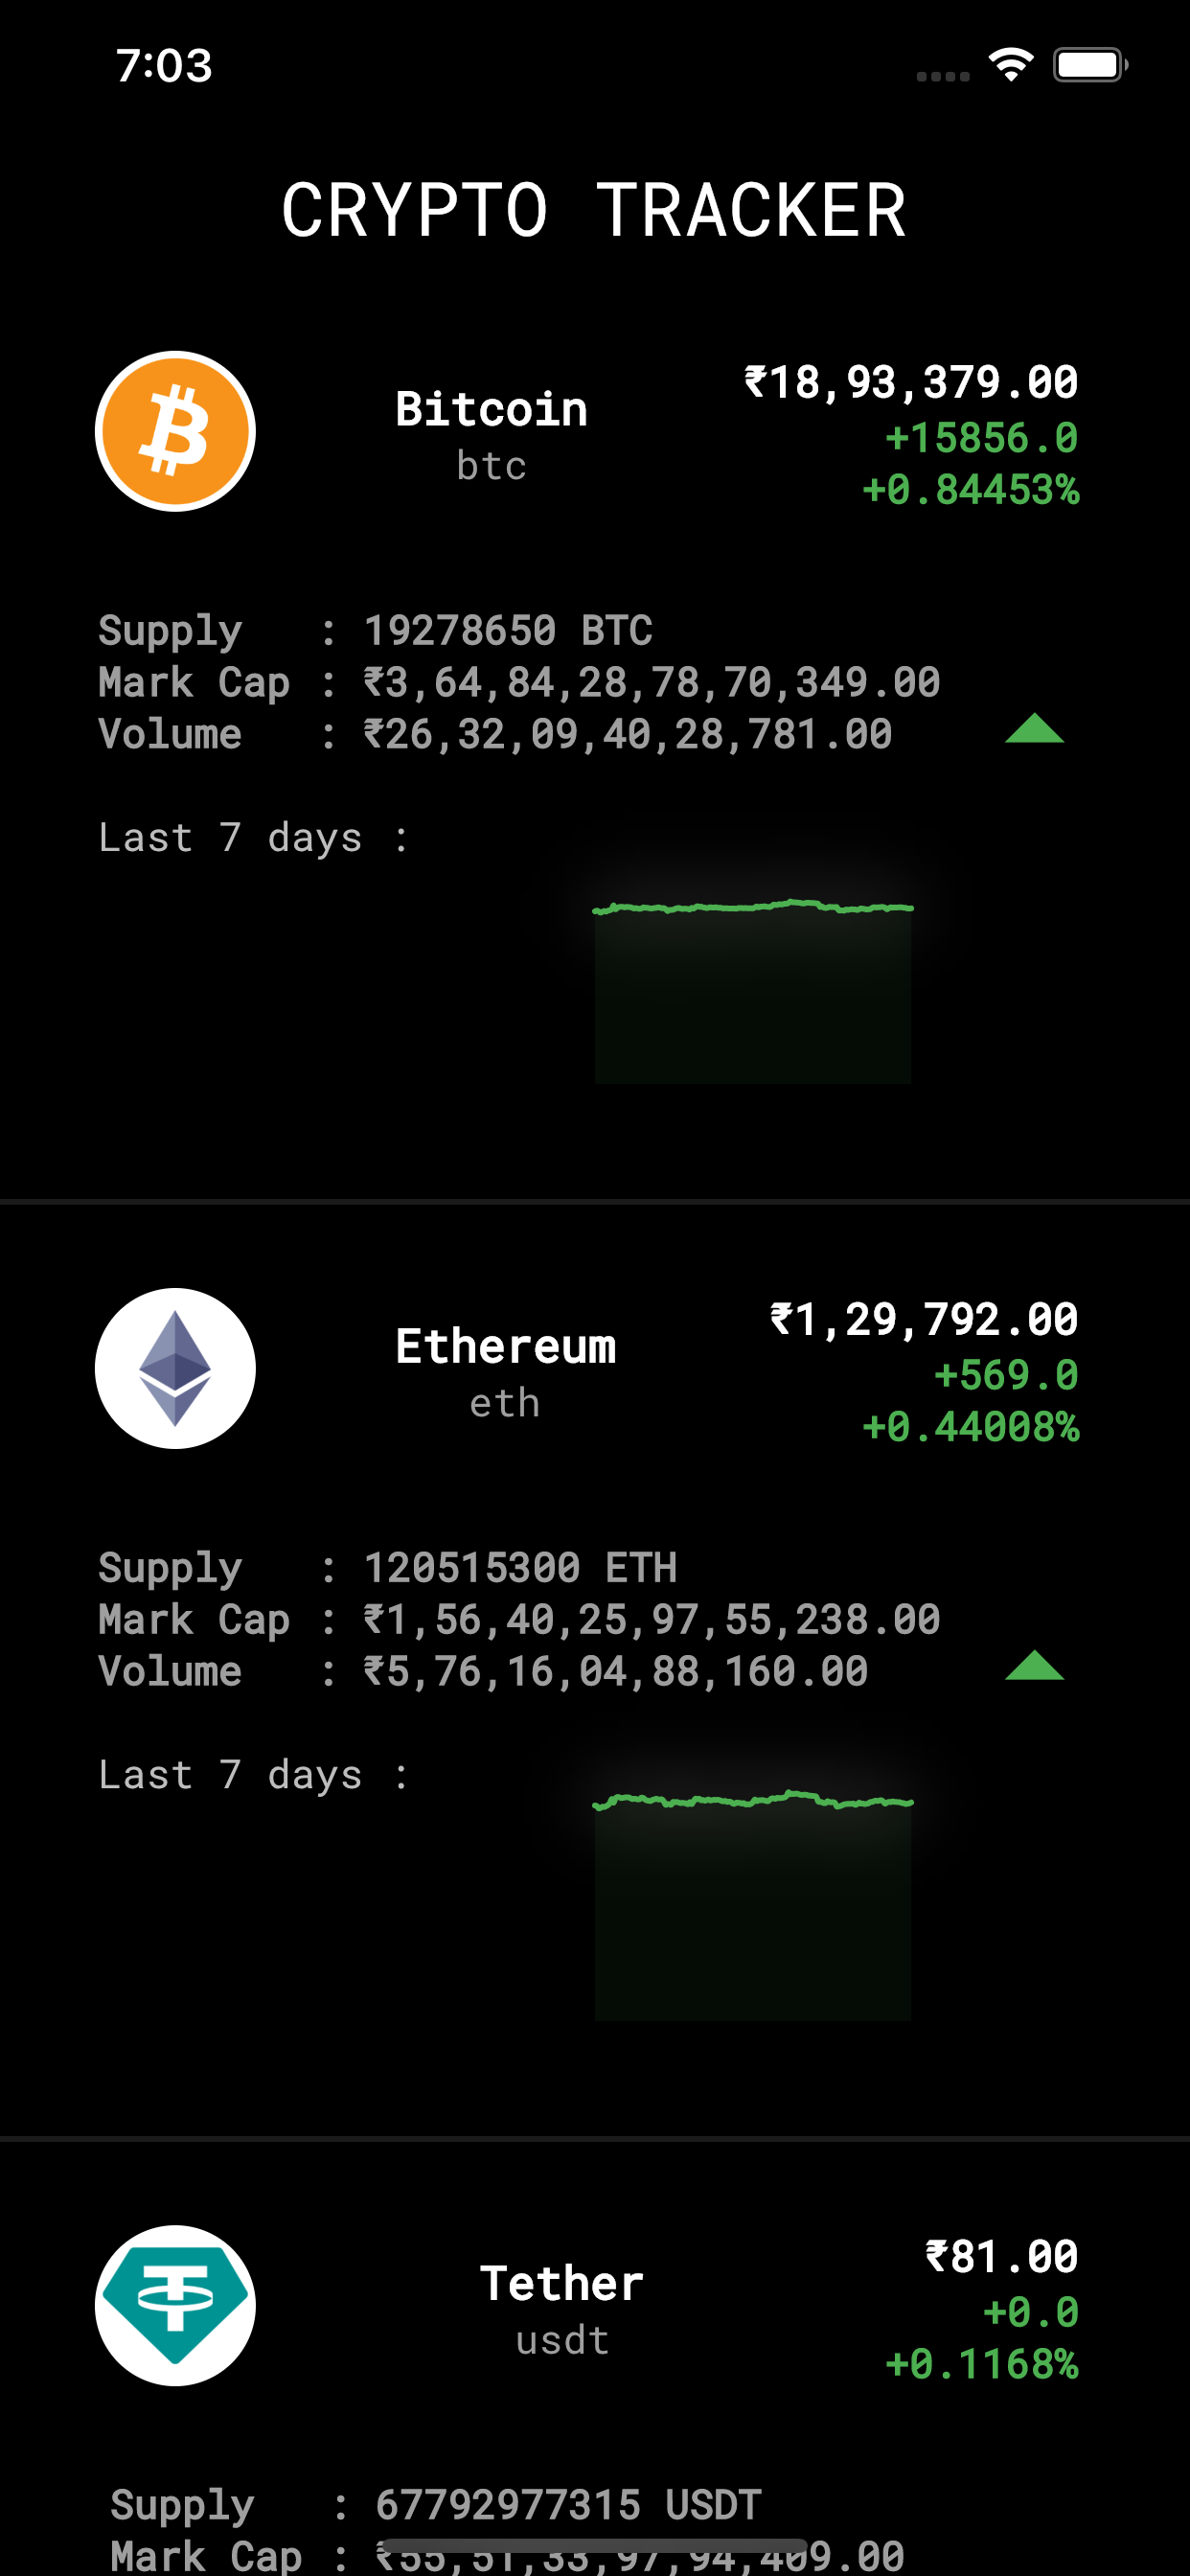 7:03
CRYPTO TRACKER
Bitcoin
btc
₹18,93,379.00
+15856.0
+0.84453%
Supply : 19278650 BTC
Mark Cap : ₹3,64,84,28,78,70,349.00
Volume : ₹26,32,09,40,28,781.00
Last 7 days :
Ethereum
eth
₹1,29,792.00
+569.0
+0.44008%
Supply : 120515300 ETH
Mark Cap : ₹1,56,40,25,97,55,238.00
Volume : ₹5,76,16,04,88,160.00
Last 7 days :
Tether
usdt
₹81.00
+0.0
+0.1168%
Supply : 67792977315 USDT
Mark Cap : ₹55,51,33,97,94,409.00